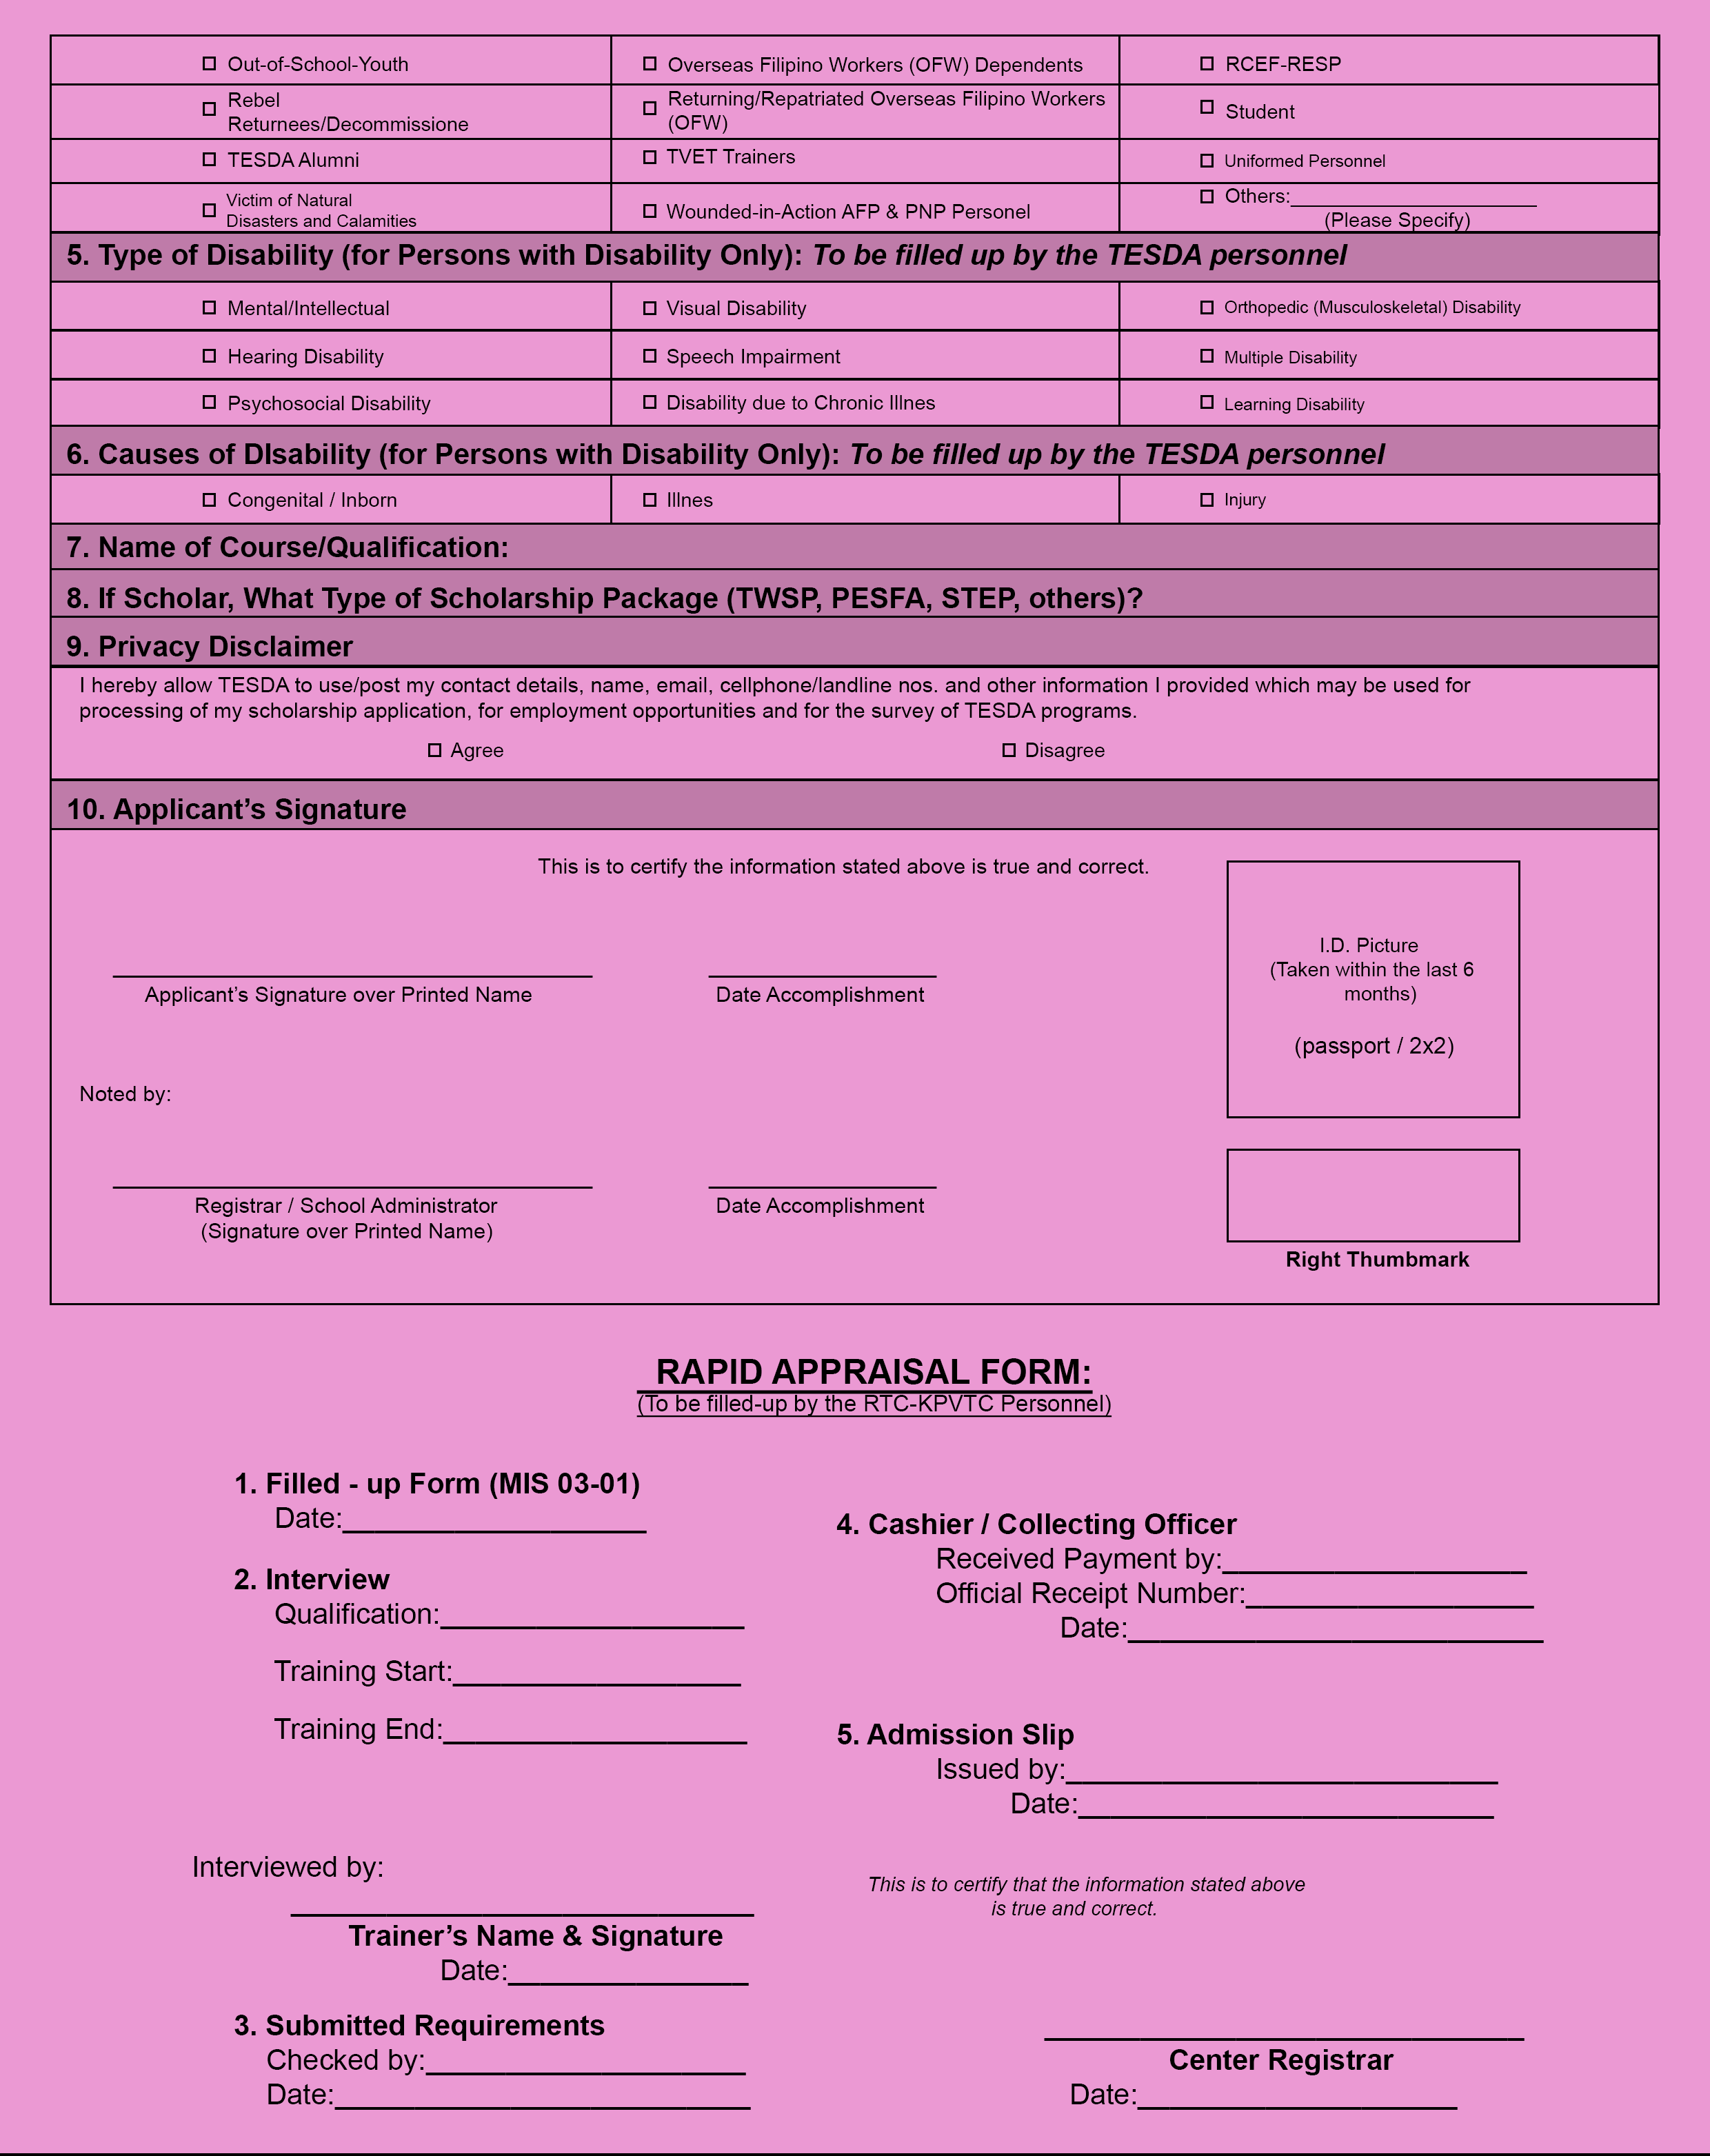 Out-of-School-Youth
Overseas Filipino Workers (OFW) Dependents
RCEF-RESP
Rebel
Returnees/Decommissione
Returning/Repatriated Overseas Filipino Workers
(OFW)
Student
TESDA Alumni
TVET Trainers
Uniformed Personnel
Victim of Natural
Disasters and Calamities
Wounded-in-Action AFP & PNP Personel
Others:______________________
(Please Specify)
5. Type of Disability (for Persons with Disability Only): To be filled up by the TESDA personnel
Mental/Intellectual
Visual Disability
Orthopedic (Musculoskeletal) Disability
Hearing Disability
Speech Impairment
Multiple Disability
Psychosocial Disability
Disability due to Chronic Illnes
Learning Disability
6. Causes of DIsability (for Persons with Disability Only): To be filled up by the TESDA personnel
Congenital / Inborn
Illnes
Injury
7. Name of Course/Qualification:
8. If Scholar, What Type of Scholarship Package (TWSP, PESFA, STEP, others)?
9. Privacy Disclaimer
I hereby allow TESDA to use/post my contact details, name, email, cellphone/landline nos. and other information I provided which may be used for
processing of my scholarship application, for employment opportunities and for the survey of TESDA programs.
Agree
Disagree
10. Applicant’s Signature
This is to certify the information stated above is true and correct.
I.D. Picture
(Taken within the last 6
months)
(passport / 2x2)
Applicant’s Signature over Printed Name
Date Accomplishment
Noted by:
Registrar / School Administrator
(Signature over Printed Name)
Date Accomplishment
Right Thumbmark
RAPID APPRAISAL FORM:
(To be filled-up by the RTC-KPVTC Personnel)
1. Filled - up Form (MIS 03-01)
Date:___________________
2. Interview
Qualification:___________________
Training Start:__________________
Training End:___________________
Interviewed by:
_____________________________
Trainer’s Name & Signature
Date:_______________
3. Submitted Requirements
Checked by:____________________
Date:__________________________
4. Cashier / Collecting Officer
Received Payment by:___________________
Official Receipt Number:__________________
Date:__________________________
5. Admission Slip
Issued by:___________________________
Date:__________________________
This is to certify that the information stated above
is true and correct.
______________________________
Center Registrar
Date:____________________